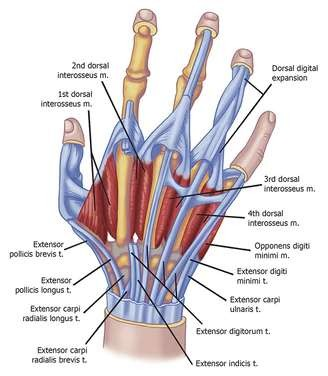 2nd dorsal
interosseus m.
1st dorsal
interosseus m.
Dorsal digital
expansion
3rd dorsal
interosseus m.
4th dorsal
interosseus m.
Opponens digiti
minimi m.
Extensor
pollicis brevis t.
Extensor
pollicis longus t.
Extensor carpi
radialis longus t.
Extensor carpi
radialis brevis t.
Extensor digiti
minimi t.
Extensor carpi
ulnaris t.
Extensor digitorum t.
Extensor indicis t.